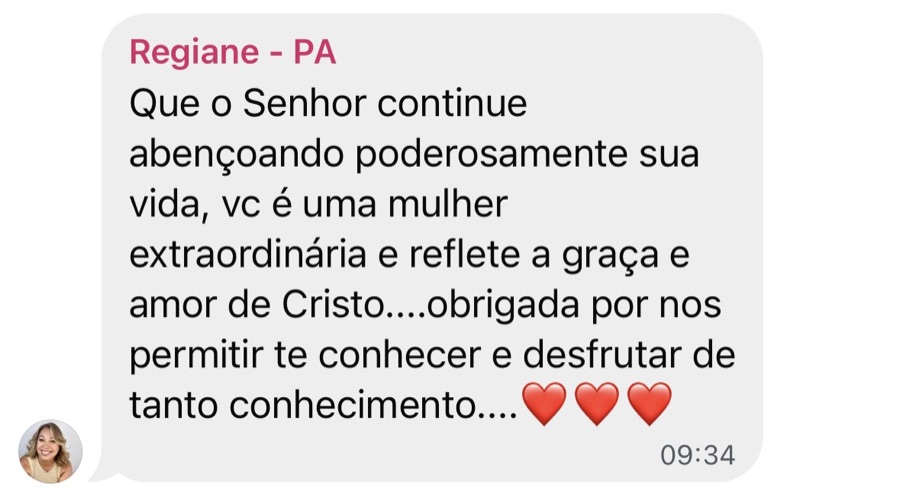 Regiane - PA
Que o Senhor continue
abençoando poderosamente sua
vida, vc é uma mulher
extraordinária e reflete a graça e
amor de Cristo....obrigada por nos
permitir te conhecer e desfrutar de
tanto conhecimento....❤️❤️❤️
09:34